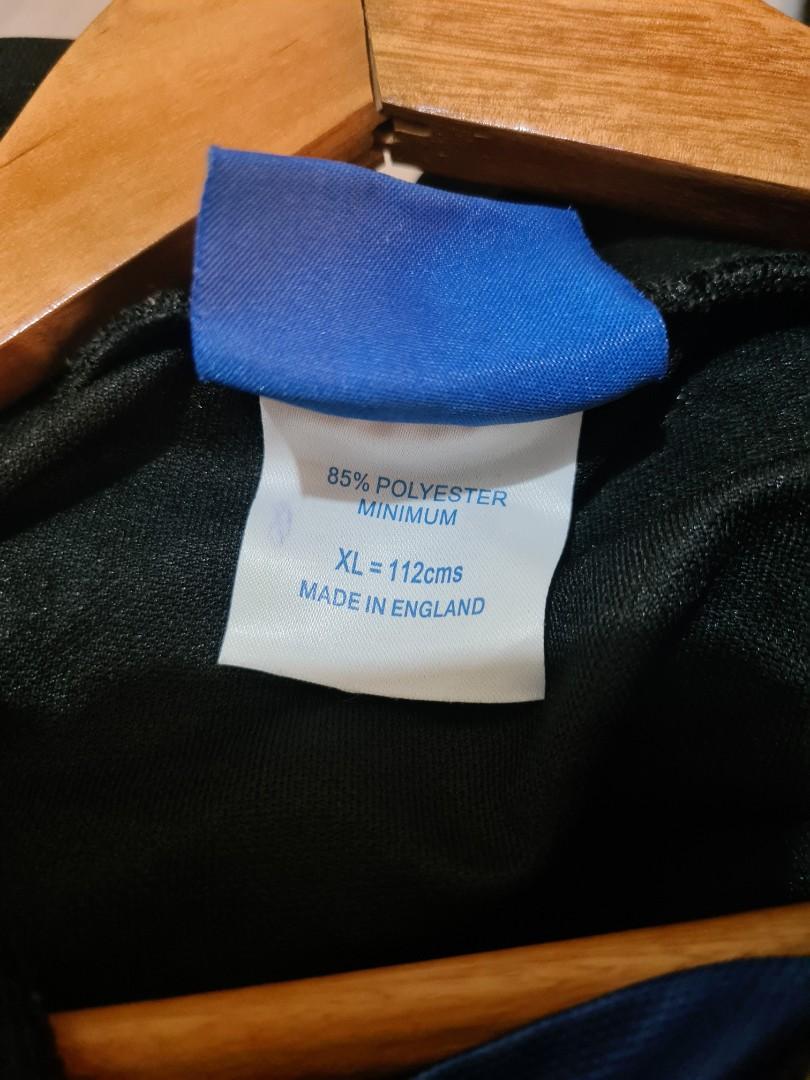 85% POLYESTER
MINIMUM
XL = 112cms
MADE IN ENGLAND